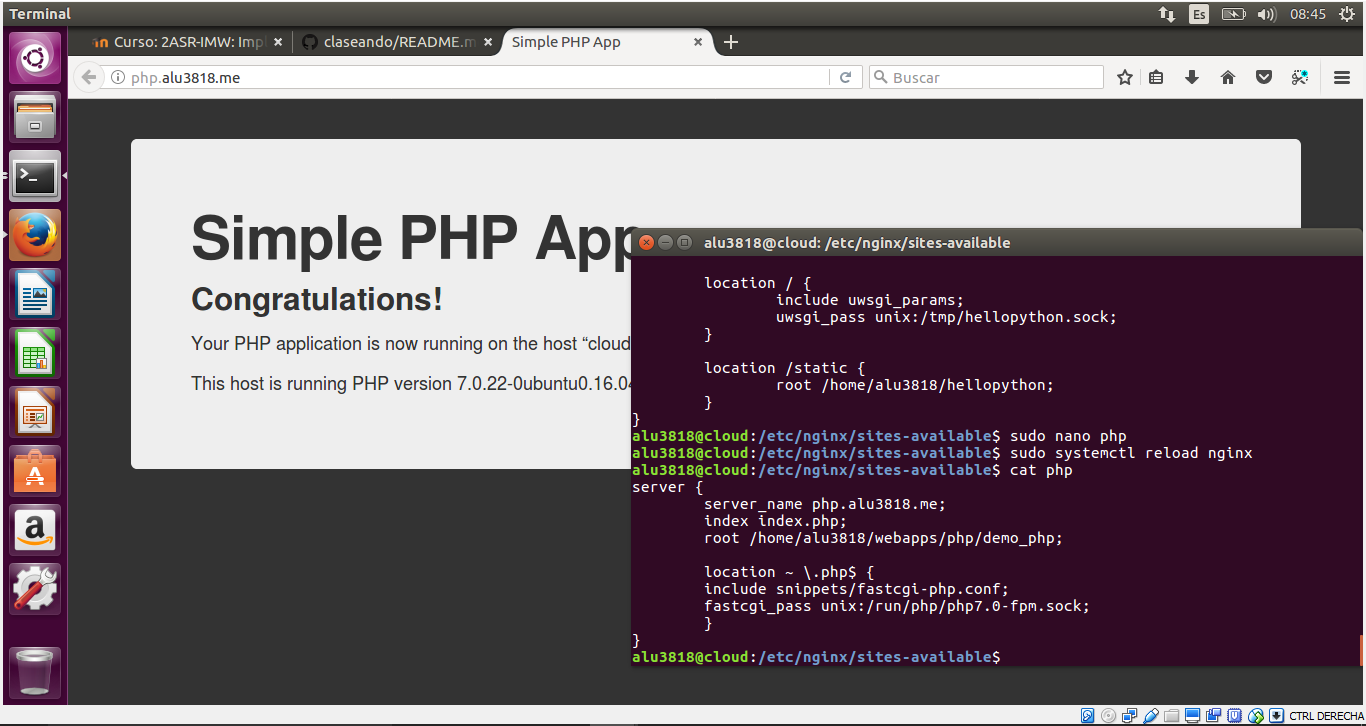 Terminal
Es
08:45
Curso: 2ASR-IMW: Impl
claseando/README.m
Simple PHP App
php.alu3818.me
Buscar
Simple PHP App
Congratulations!
Your PHP application is now running on the host “cloud
This host is running PHP version 7.0.22-0ubuntu0.16.04
alu3818@cloud: /etc/nginx/sites-available
location / {
include uwsgi_params;
uwsgi_pass unix:/tmp/hellopython.sock;
}
location /static {
root /home/alu3818/hellopython;
}
}
alu3818@cloud:/etc/nginx/sites-available$ sudo nano php
alu3818@cloud:/etc/nginx/sites-available$ sudo systemctl reload nginx
alu3818@cloud:/etc/nginx/sites-available$ cat php
server {
server_name php.alu3818.me;
index index.php;
root /home/alu3818/webapps/php/demo_php;
location ~ \.php$ {
include snippets/fastcgi-php.conf;
fastcgi_pass unix:/run/php/php7.0-fpm.sock;
}
}
alu3818@cloud:/etc/nginx/sites-available$
CTRL DERECHA